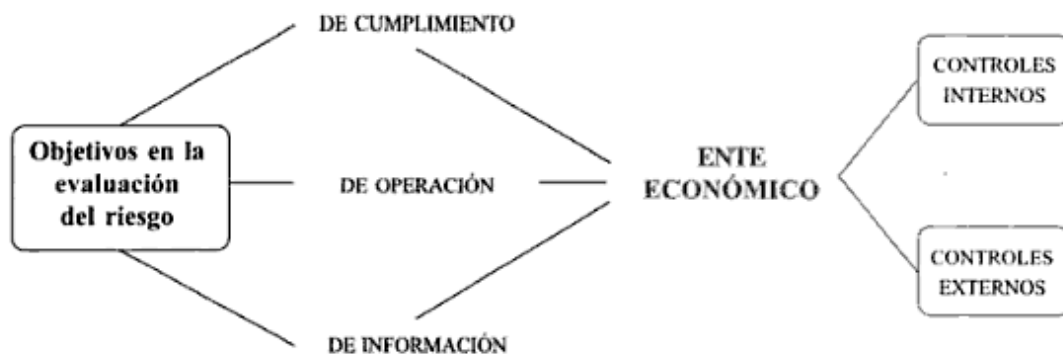 Objetivos en la
evaluación
del riesgo
DE CUMPLIMIENTO
DE OPERACIÓN
DE INFORMACIÓN
ENTE
ECONÓMICO
CONTROLES
INTERNOS
CONTROLES
EXTERNOS